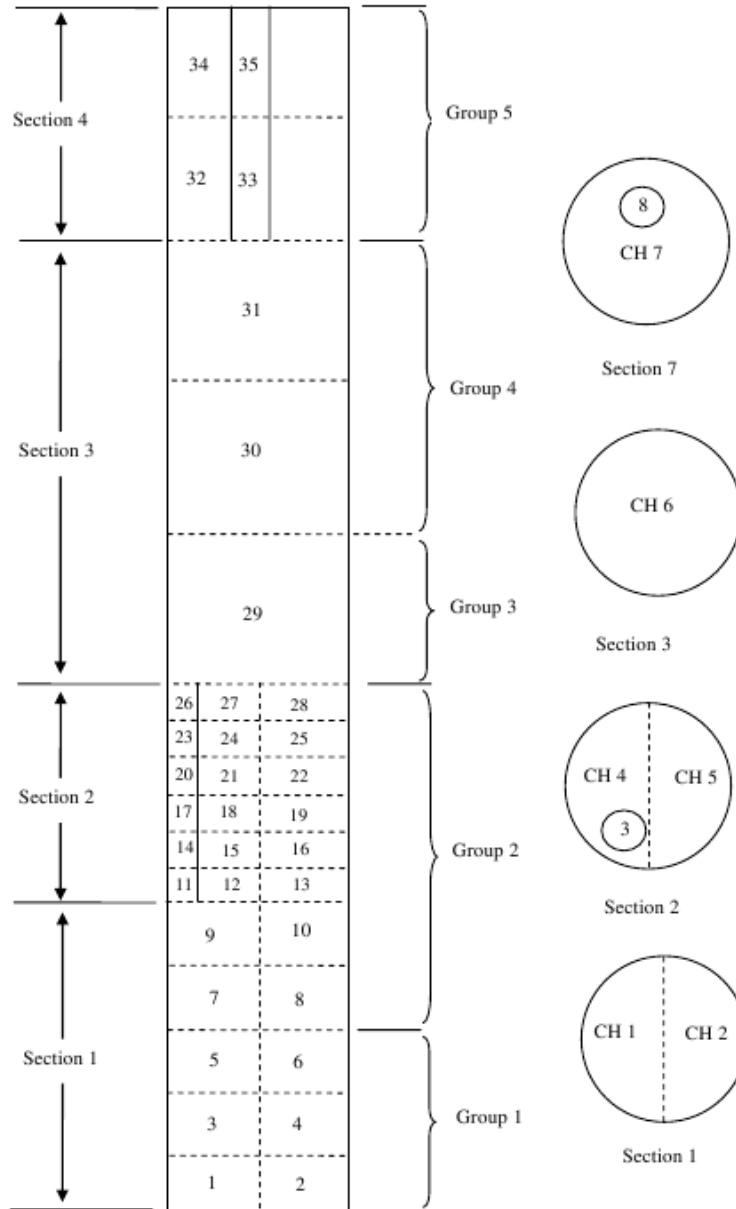 34 35
Group 5
Section 4
32 33
8
CH 7
31
Section 7
Group 4
Section 3
30
CH 6
29
Group 3
Section 3
26 27 28
23 24 25
20 21 22
Section 2
CH 4 CH 5
17 18 19
3
14 15 16
Group 2
11 12 13
Section 2
9 10
7 8
CH 1 CH 2
Section 1
5 6
3 4
Group 1
Section 1
1 2